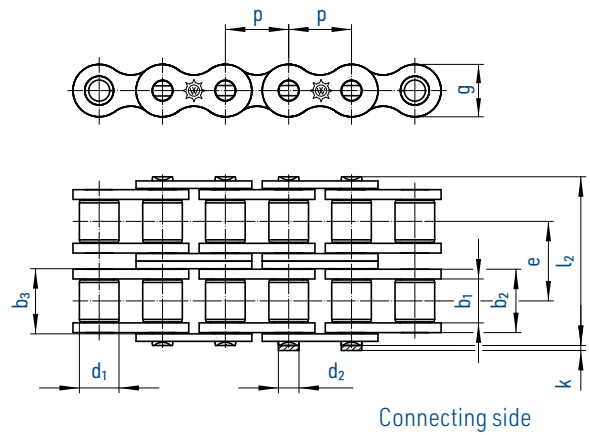 p p
g
b₃
e
l₂
b₁
b₂
d₁
d₂
k
Connecting side